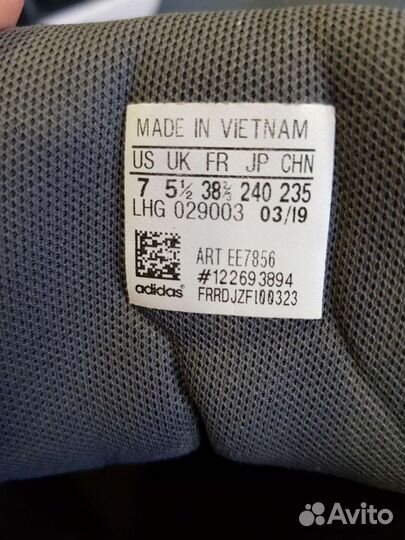 MADE IN VIETNAM
US UK FR JP CHN
7 5½ 38⅔ 240 235
LHG 029003 03/19
ART EE7856
#122693894
FRRDJZFI00323
adidas
Avito